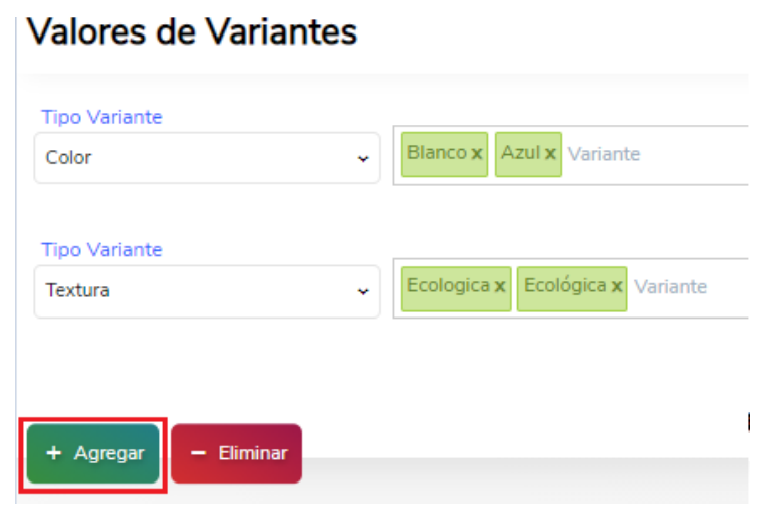 Valores de Variantes
Tipo Variante
Color
Blanco x Azul x Variante
Tipo Variante
Textura
Ecologica x Ecológica x Variante
+ Agregar − Eliminar